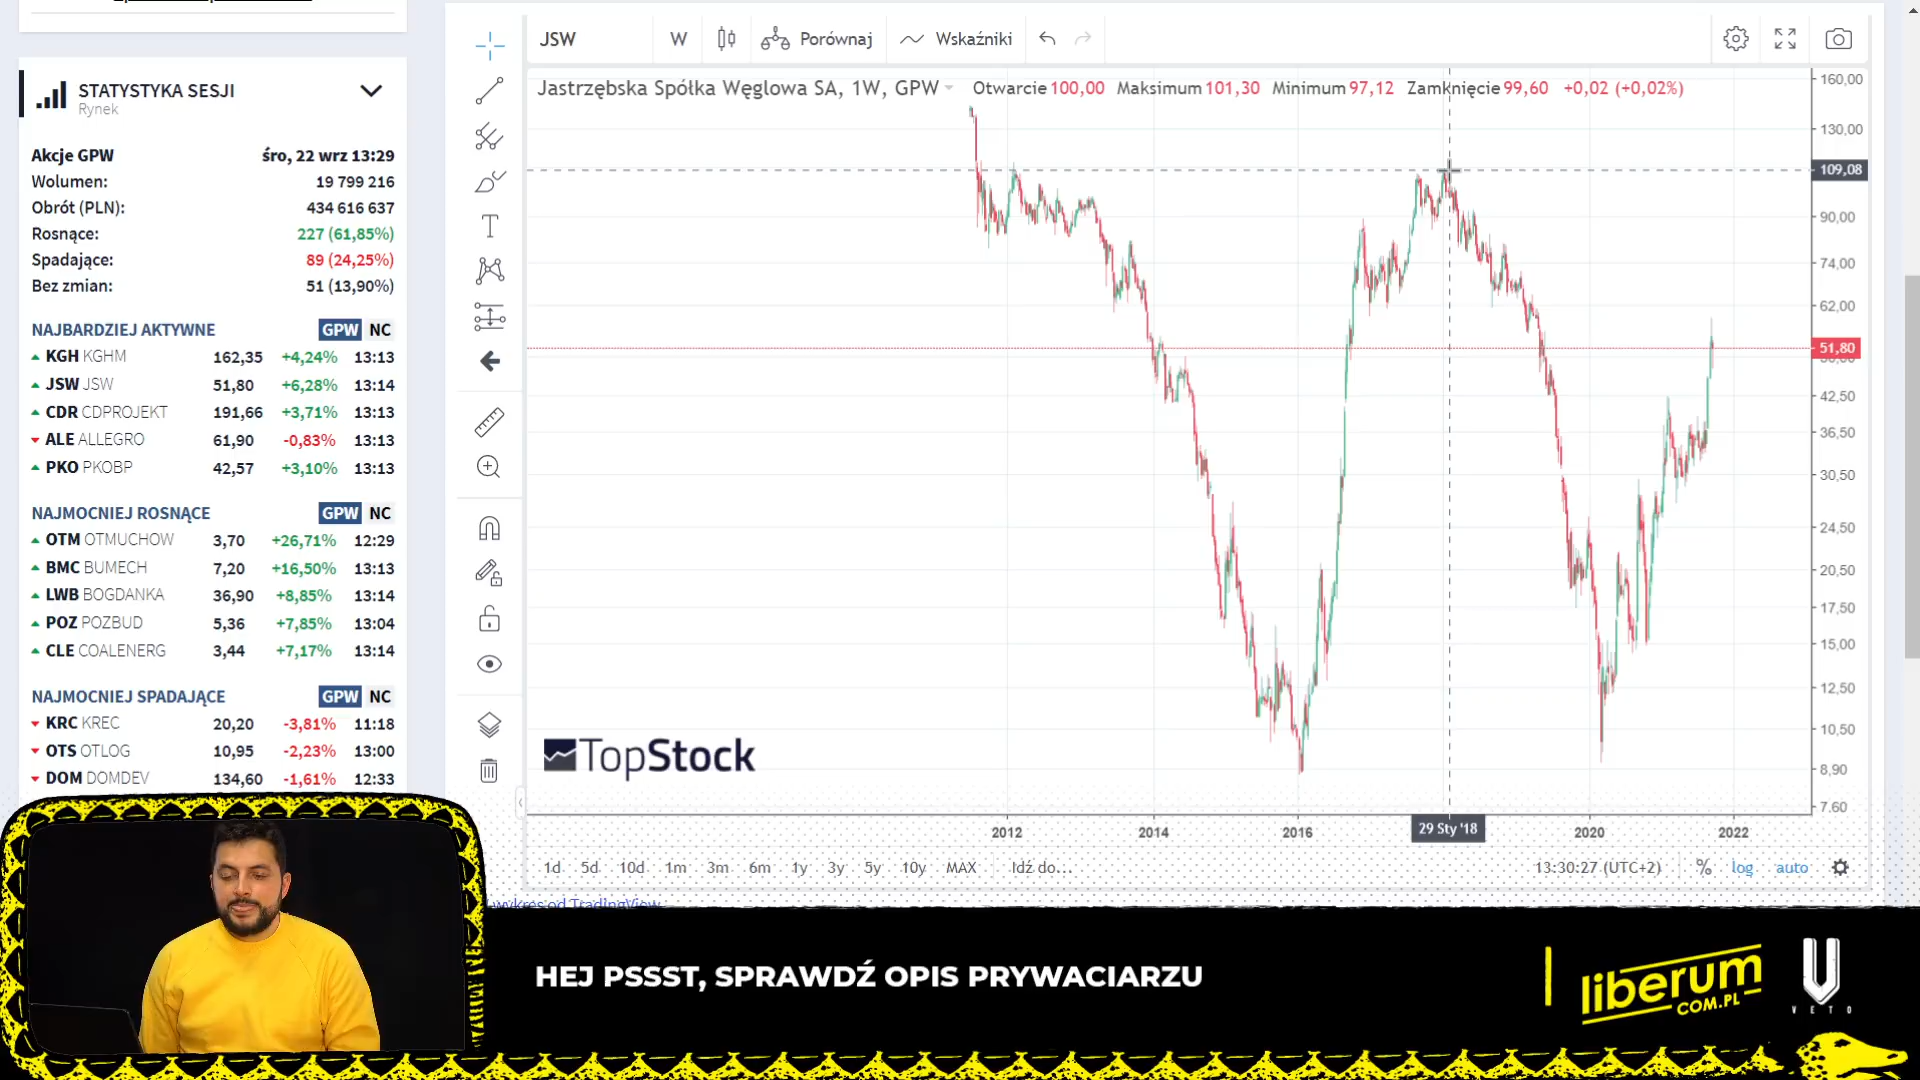 STATYSTYKA SESJI
Rynek
Akcje GPW śro, 22 wrz 13:29
Wolumen: 19 799 216
Obrót (PLN): 434 616 637
Rosnące: 227 (61,85%)
Spadające: 89 (24,25%)
Bez zmian: 51 (13,90%)
NAJBARDZIEJ AKTYWNE GPW NC
KGH KGHM 162,35 +4,24% 13:13
JSW JSW 51,80 +6,28% 13:14
CDR CDPROJEKT 191,66 +3,71% 13:13
ALE ALLEGRO 61,90 -0,83% 13:13
PKO PKOBP 42,57 +3,10% 13:13
NAJMOCNIEJ ROSNĄCE GPW NC
OTM OTMUCHOW 3,70 +26,71% 12:29
BMC BUMECH 7,20 +16,50% 13:13
LWB BOGDANKA 36,90 +8,85% 13:14
POZ POZBUD 5,36 +7,85% 13:04
CLE COALENERG 3,44 +7,17% 13:14
NAJMOCNIEJ SPADAJĄCE GPW NC
KRC KREC 20,20 -3,81% 11:18
OTS OTLOG 10,95 -2,23% 13:00
DOM DOMDEV 134,60 -1,61% 12:33
JSW W Porównaj Wskaźniki
Jastrzębska Spółka Węglowa SA, 1W, GPW Otwarcie 100,00 Maksimum 101,30 Minimum 97,12 Zamknięcie 99,60 +0,02 (+0,02%)
160,00
130,00
109,08
90,00
74,00
62,00
51,80
42,50
36,50
30,50
24,50
20,50
17,50
15,00
12,50
10,50
8,90
7,60
TopStock
2012 2014 2016 29 Sty '18 2020 2022
1d 5d 10d 1m 3m 6m 1y 3y 5y 10y MAX Idź do... 13:30:27 (UTC+2) % log auto
wykres od TradingView
HEJ PSSST, SPRAWDŹ OPIS PRYWACIARZU
liberum
COM.PL
VETO